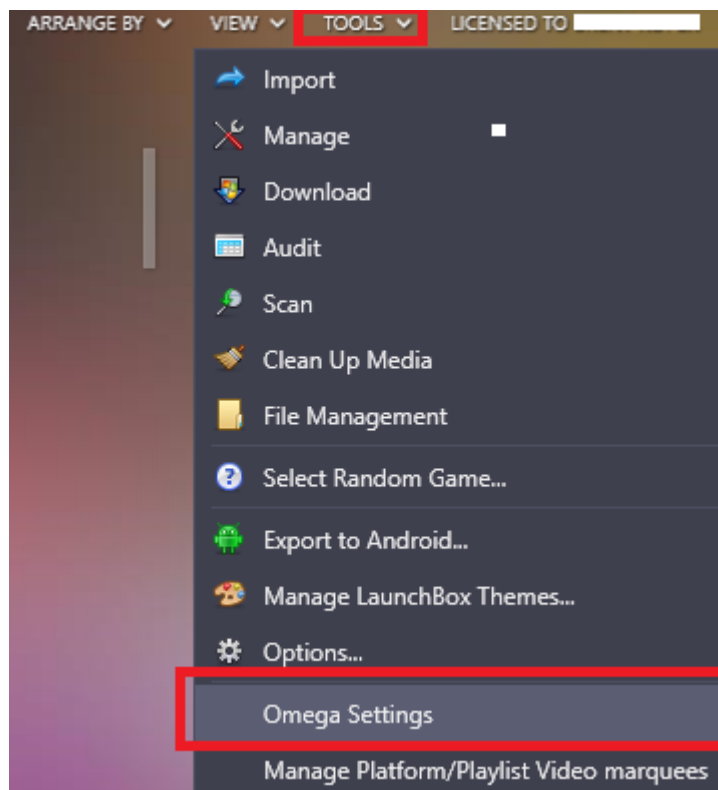 ARRANGE BY VIEW TOOLS LICENSED TO
Import
Manage
Download
Audit
Scan
Clean Up Media
File Management
Select Random Game...
Export to Android...
Manage LaunchBox Themes...
Options...
Omega Settings
Manage Platform/Playlist Video marquees